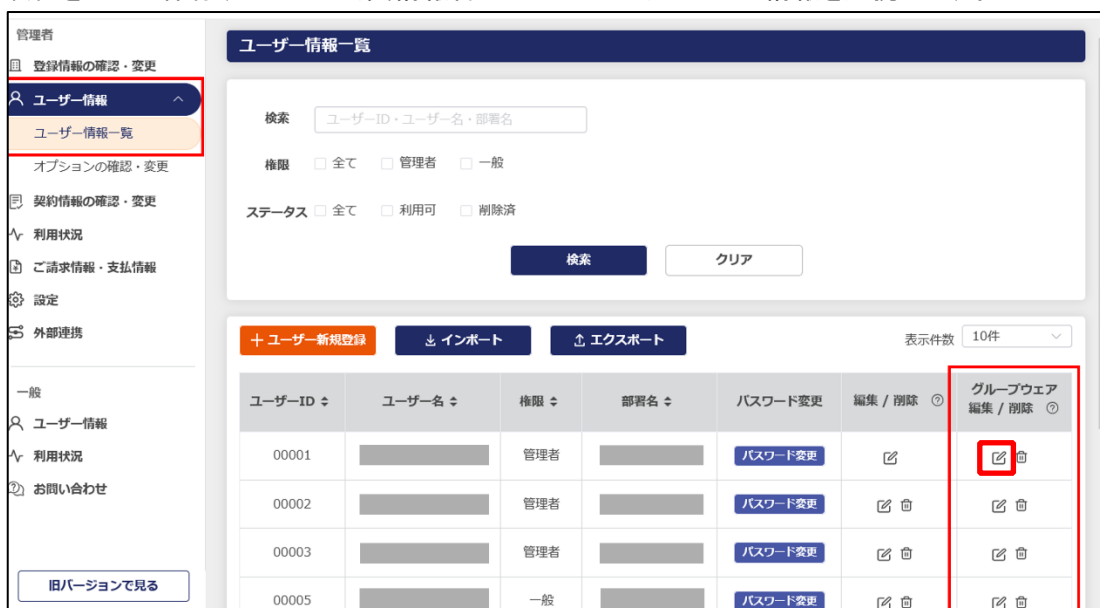 管理者
登録情報の確認・変更
ユーザー情報
ユーザー情報一覧
オプションの確認・変更
契約情報の確認・変更
利用状況
ご請求情報・支払情報
設定
外部連携
一般
ユーザー情報
利用状況
お問い合わせ
旧バージョンで見る
ユーザー情報一覧
検索 ユーザーID・ユーザー名・部署名
権限 全て 管理者 一般
ステータス 全て 利用可 削除済
検索 クリア
＋ユーザー新規登録 インポート エクスポート 表示件数 10件
ユーザーID ユーザー名 権限 部署名 パスワード変更 編集 / 削除 グループウェア
編集 / 削除
00001 管理者 パスワード変更
00002 管理者 パスワード変更
00003 管理者 パスワード変更
00005 一般 パスワード変更